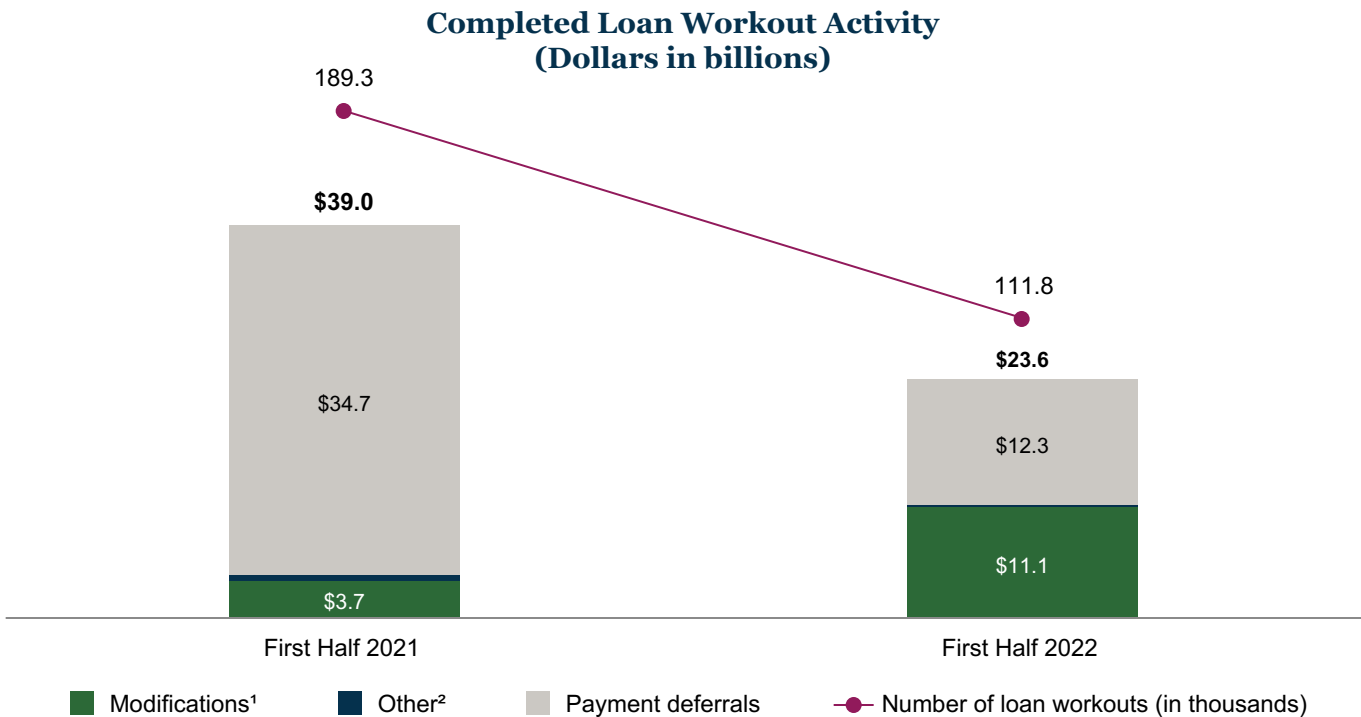 Completed Loan Workout Activity
(Dollars in billions)
189.3
$39.0
$34.7
$3.7
111.8
$23.6
$12.3
$11.1
First Half 2021
First Half 2022
Modifications¹
Other²
Payment deferrals
Number of loan workouts (in thousands)